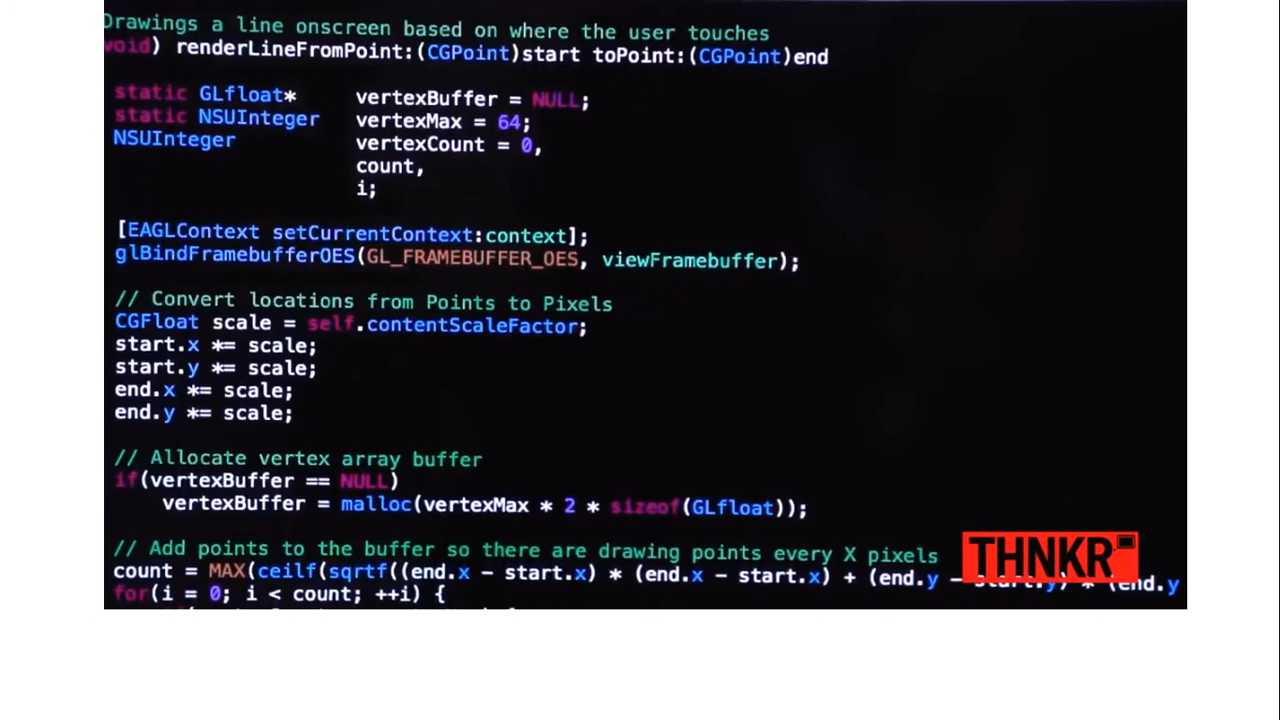 Drawings a line onscreen based on where the user touches
void) renderLineFromPoint:(CGPoint)start toPoint:(CGPoint)end
static GLfloat* vertexBuffer = NULL;
static NSUInteger vertexMax = 64;
NSUInteger vertexCount = 0,
count,
i;
[EAGLContext setCurrentContext:context];
glBindFramebufferOES(GL_FRAMEBUFFER_OES, viewFramebuffer);
// Convert locations from Points to Pixels
CGFloat scale = self.contentScaleFactor;
start.x *= scale;
start.y *= scale;
end.x *= scale;
end.y *= scale;
// Allocate vertex array buffer
if(vertexBuffer == NULL)
vertexBuffer = malloc(vertexMax * 2 * sizeof(GLfloat));
// Add points to the buffer so there are drawing points every X pixels
count = MAX(ceilf(sqrtf((end.x - start.x) * (end.x - start.x) + (end.y - start.y) * (end.y
for(i = 0; i < count; ++i) {
THNKR